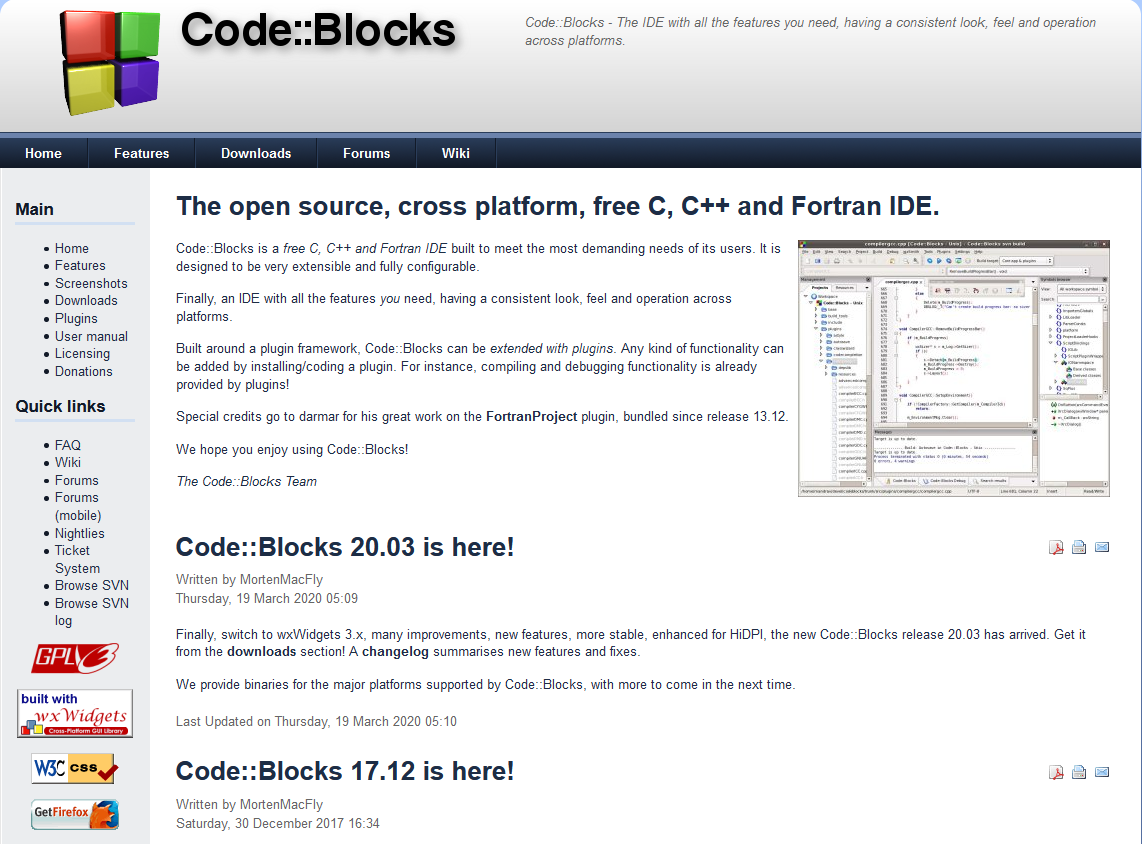 Code::Blocks
Code::Blocks - The IDE with all the features you need, having a consistent look, feel and operation
across platforms.
Home
Features
Downloads
Forums
Wiki
Main
Home
Features
Screenshots
Downloads
Plugins
User manual
Licensing
Donations
Quick links
FAQ
Wiki
Forums
Forums
(mobile)
Nightlies
Ticket
System
Browse SVN
Browse SVN
log
GPLv3
built with
wxWidgets
Cross-Platform GUI Library
W3C CSS
GetFirefox
The open source, cross platform, free C, C++ and Fortran IDE.
Code::Blocks is a free C, C++ and Fortran IDE built to meet the most demanding needs of its users. It is
designed to be very extensible and fully configurable.
Finally, an IDE with all the features you need, having a consistent look, feel and operation across
platforms.
Built around a plugin framework, Code::Blocks can be extended with plugins. Any kind of functionality can
be added by installing/coding a plugin. For instance, compiling and debugging functionality is already
provided by plugins!
Special credits go to darmar for his great work on the FortranProject plugin, bundled since release 13.12.
We hope you enjoy using Code::Blocks!
The Code::Blocks Team
Code::Blocks 20.03 is here!
Written by MortenMacFly
Thursday, 19 March 2020 05:09
Finally, switch to wxWidgets 3.x, many improvements, new features, more stable, enhanced for HiDPI, the new Code::Blocks release 20.03 has arrived. Get it
from the downloads section! A changelog summarises new features and fixes.
We provide binaries for the major platforms supported by Code::Blocks, with more to come in the next time.
Last Updated on Thursday, 19 March 2020 05:10
Code::Blocks 17.12 is here!
Written by MortenMacFly
Saturday, 30 December 2017 16:34